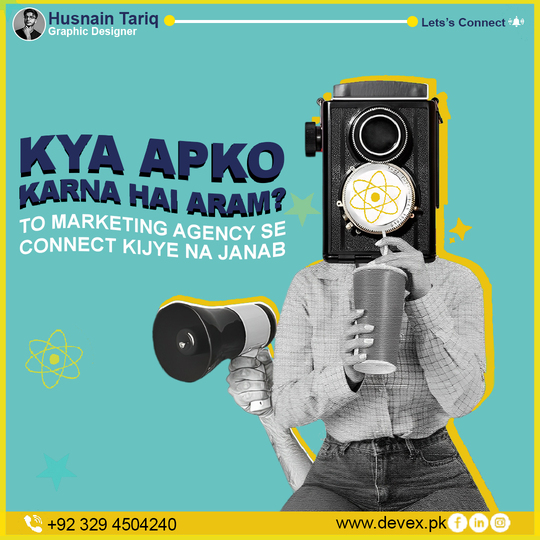 Husnain Tariq
Graphic Designer
Lets's Connect
KYA APKO
KARNA HAI ARAM?
TO MARKETING AGENCY SE
CONNECT KIJYE NA JANAB
+92 329 4504240
www.devex.pk